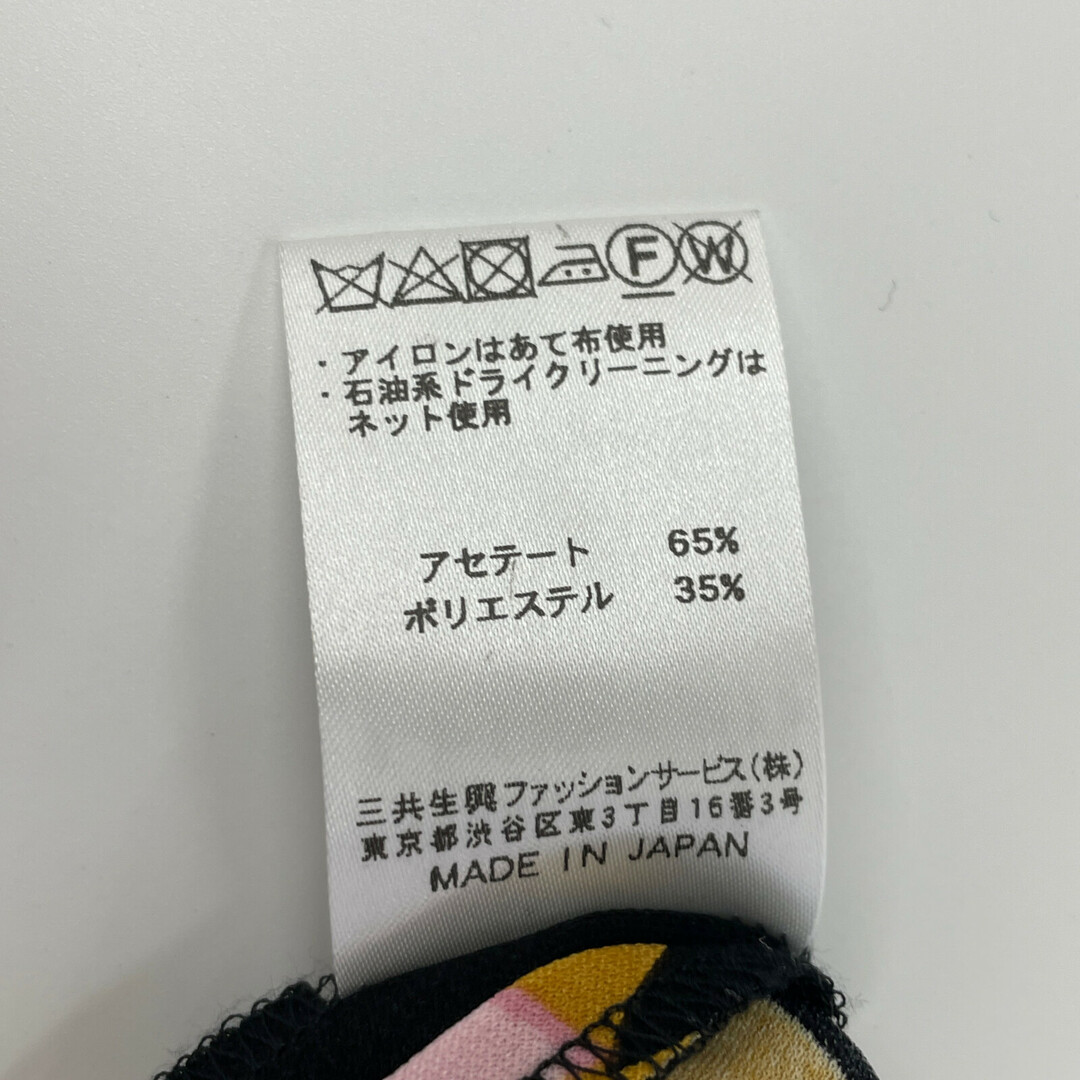 F W
・アイロンはあて布使用
・石油系ドライクリーニングは
ネット使用
アセテート 65%
ポリエステル 35%
三共生興ファッションサービス(株)
東京都渋谷区東3丁目16番3号
MADE IN JAPAN